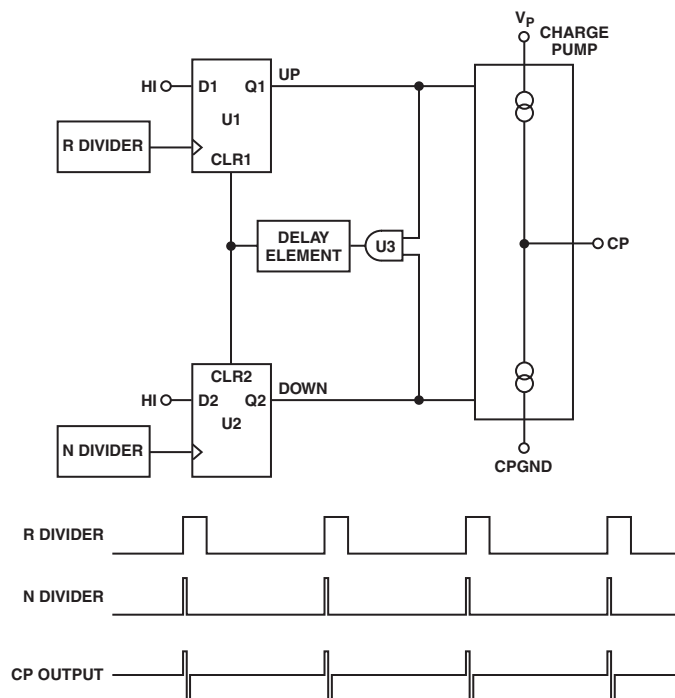 VP
CHARGE
PUMP
UP
HI
D1
Q1
U1
R DIVIDER
CLR1
DELAY
ELEMENT
U3
CP
CLR2
DOWN
HI
D2
Q2
U2
N DIVIDER
CPGND
R DIVIDER
N DIVIDER
CP OUTPUT